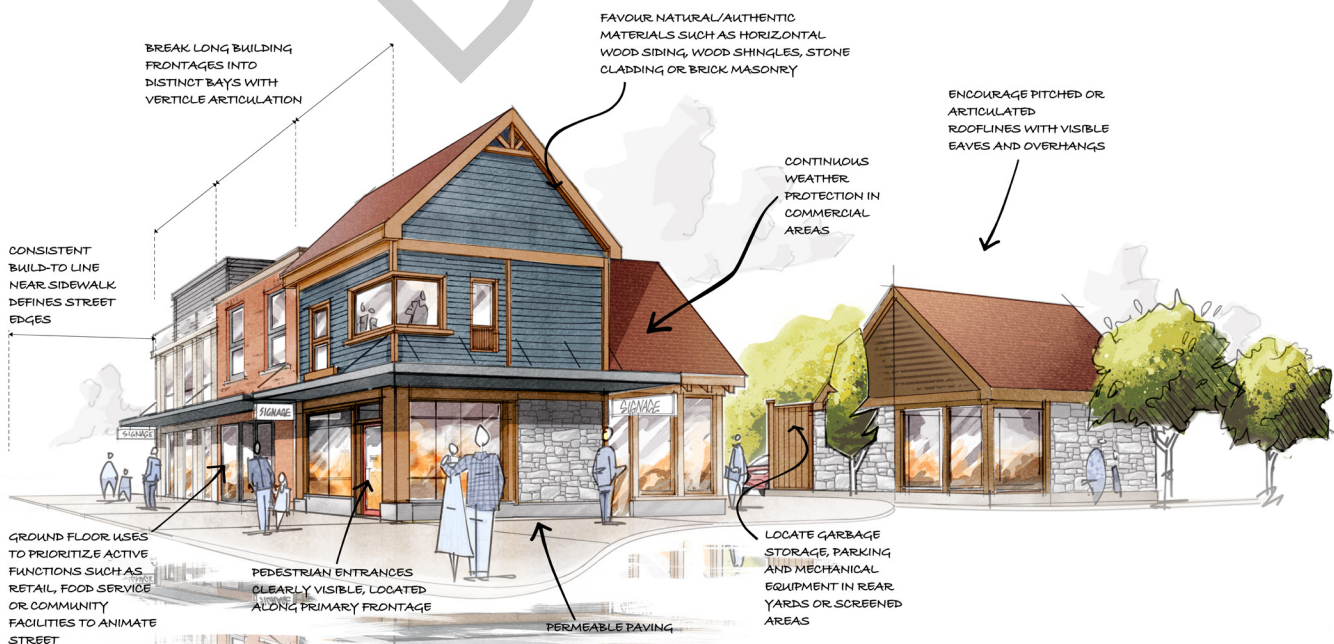 FAVOUR NATURAL/AUTHENTIC
MATERIALS SUCH AS HORIZONTAL
WOOD SIDING, WOOD SHINGLES, STONE
CLADDING OR BRICK MASONRY
BREAK LONG BUILDING
FRONTAGES INTO
DISTINCT BAYS WITH
VERTICLE ARTICULATION
ENCOURAGE PITCHED OR
ARTICULATED
ROOFLINES WITH VISIBLE
EAVES AND OVERHANGS
CONTINUOUS
WEATHER
PROTECTION IN
COMMERCIAL
AREAS
CONSISTENT
BUILD-TO LINE
NEAR SIDEWALK
DEFINES STREET
EDGES
SIGNAGE
SIGNAGE
SIGNAGE
GROUND FLOOR USES
TO PRIORITIZE ACTIVE
FUNCTIONS SUCH AS
RETAIL, FOOD SERVICE
OR COMMUNITY
FACILITIES TO ANIMATE
STREET
PEDESTRIAN ENTRANCES
CLEARLY VISIBLE, LOCATED
ALONG PRIMARY FRONTAGE
PERMEABLE PAVING
LOCATE GARBAGE
STORAGE, PARKING
AND MECHANICAL
EQUIPMENT IN REAR
YARDS OR SCREENED
AREAS